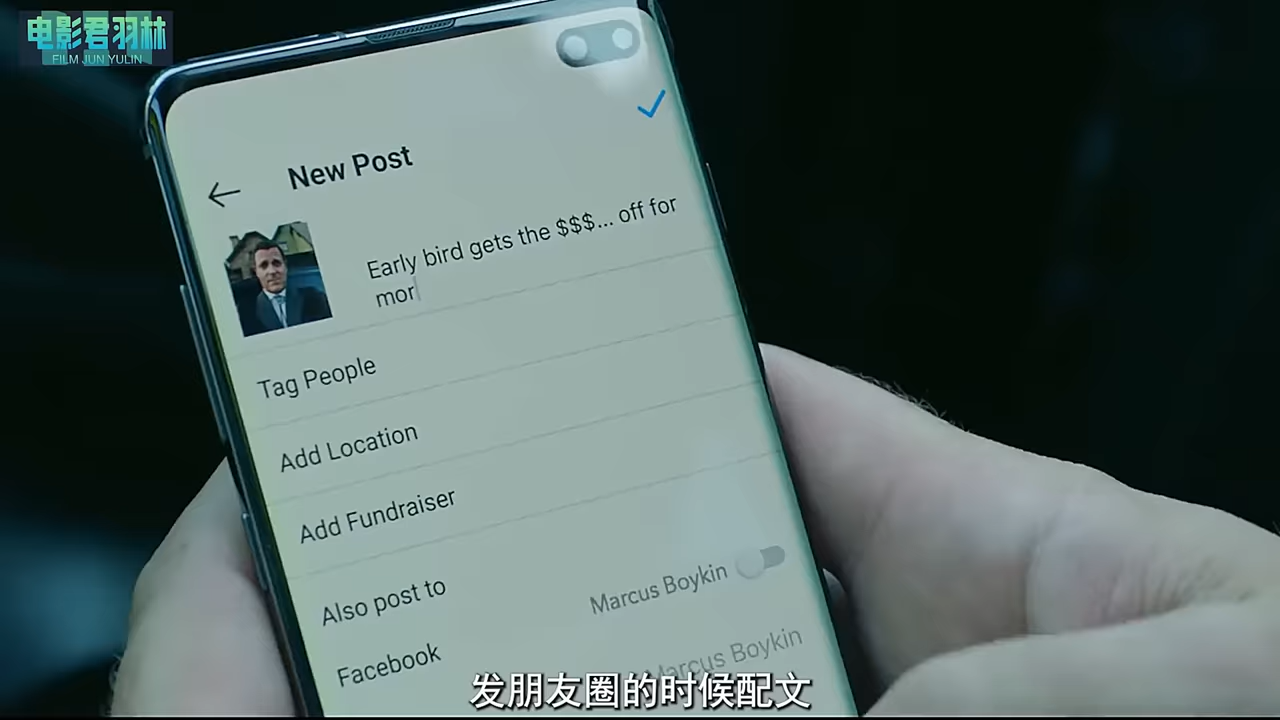 电影君羽林
FILM JUN YULIN
New Post
Early bird gets the $$$... off for
mor
Tag People
Add Location
Add Fundraiser
Also post to
Marcus Boykin
Facebook
Marcus Boykin
发朋友圈的时候配文